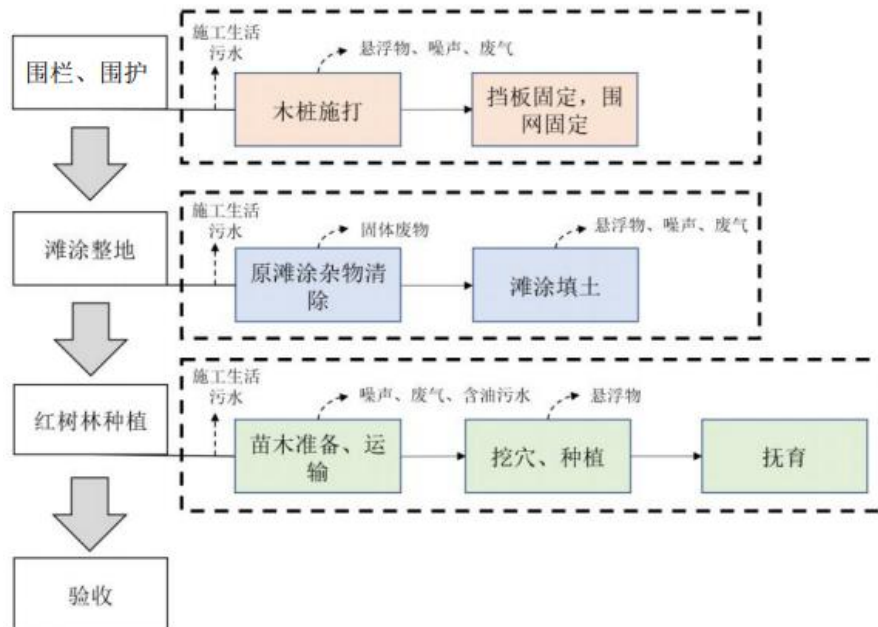 施工生活
污水
悬浮物、噪声、废气
围栏、围护
木桩施打
挡板固定，围
网固定
施工生活
污水
固体废物
悬浮物、噪声、废气
滩涂整地
原滩涂杂物清
除
滩涂填土
施工生活
污水
噪声、废气、含油污水
悬浮物
红树林种植
苗木准备、运
输
挖穴、种植
抚育
验收